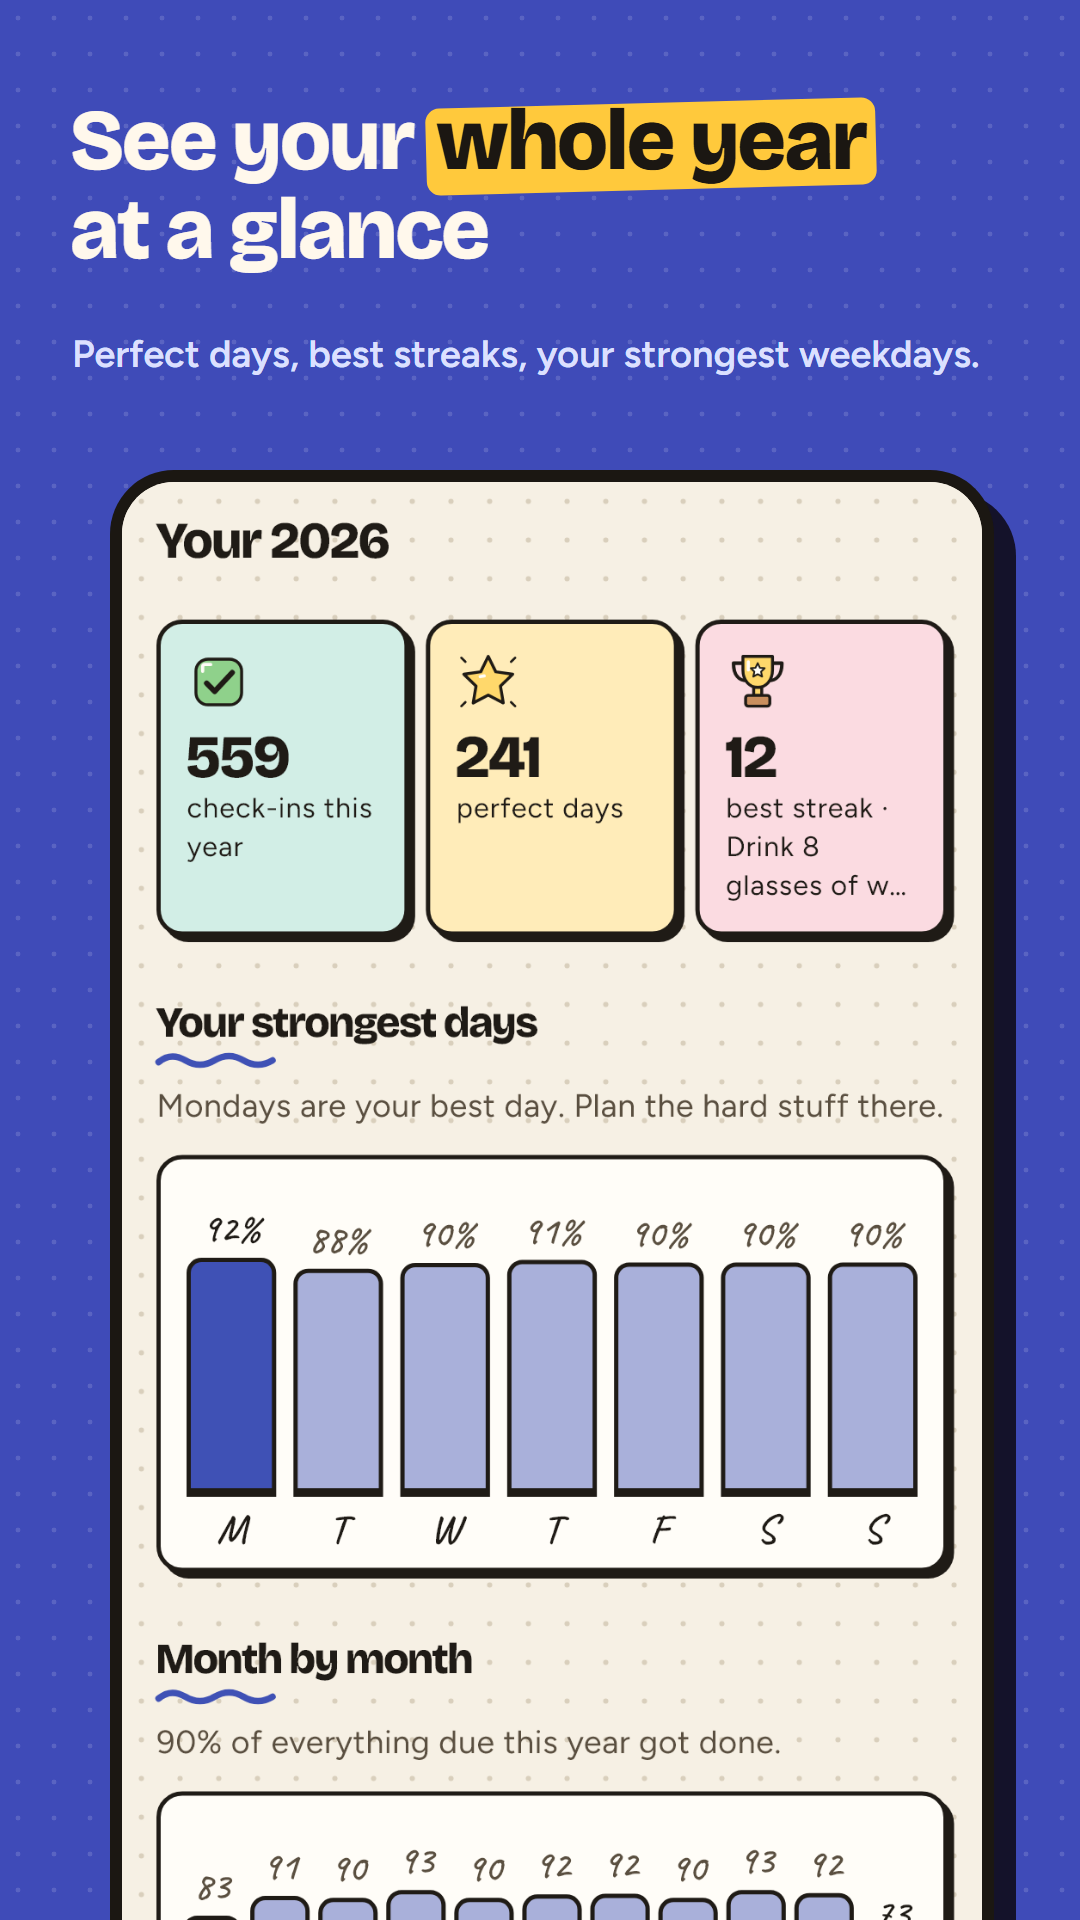 See your whole year
at a glance
Perfect days, best streaks, your strongest weekdays.
Your 2026
559
check-ins this
year
241
perfect days
12
best streak ·
Drink 8
glasses of w...
Your strongest days
Mondays are your best day. Plan the hard stuff there.
92% 88% 90% 91% 90% 90% 90%
M T W T F S S
Month by month
90% of everything due this year got done.
83 91 90 93 90 92 92 90 93 92 73